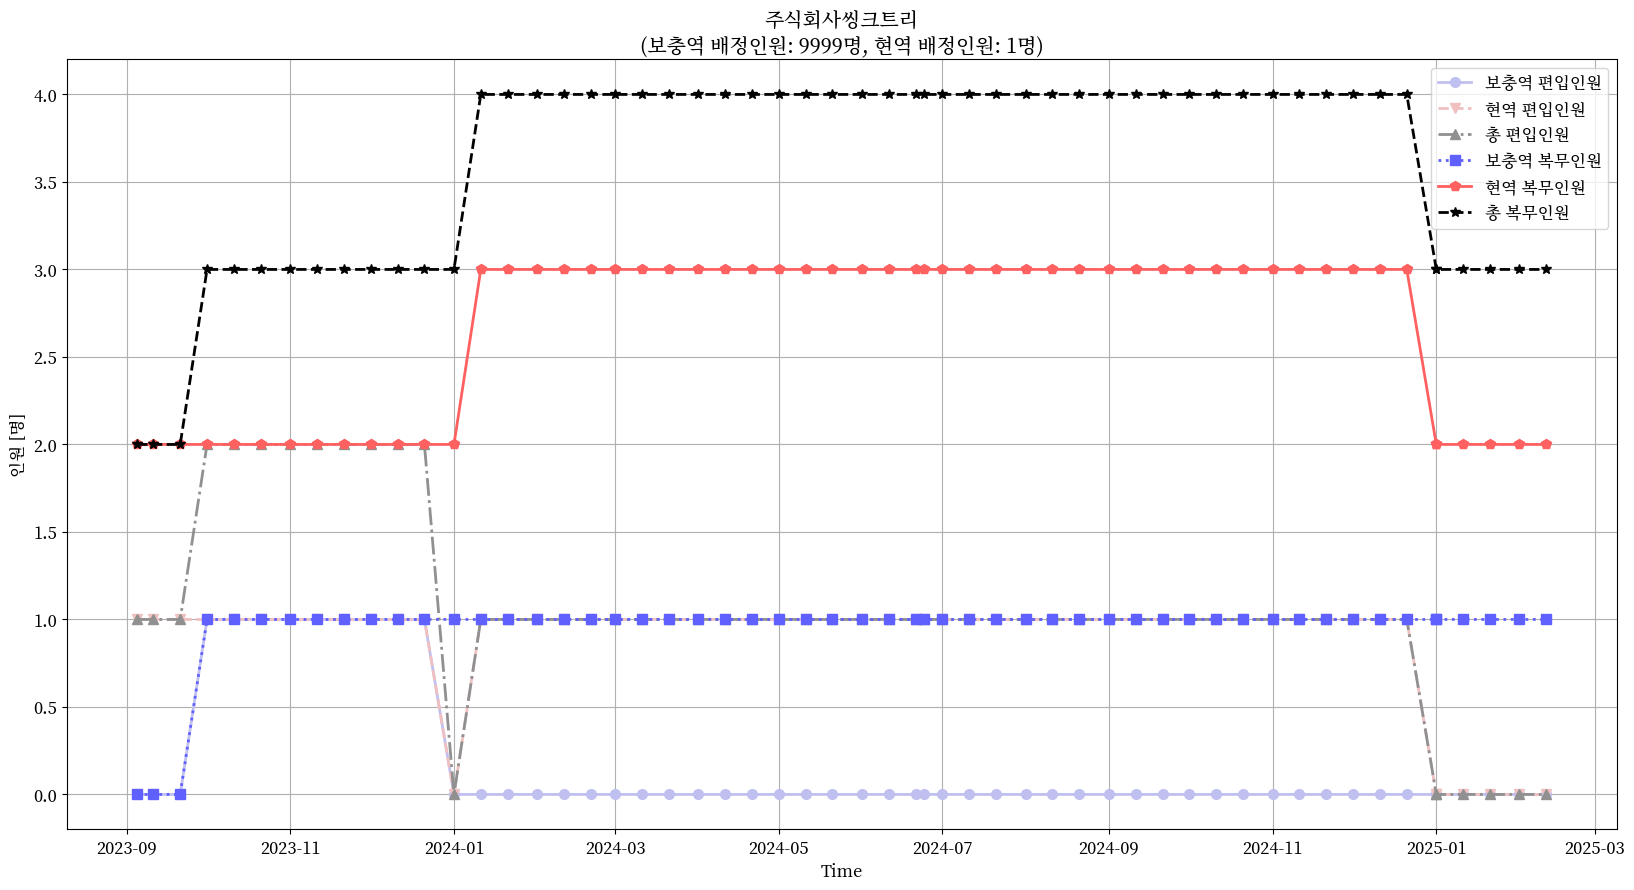 주식회사씽크트리
(보충역 배정인원: 9999명, 현역 배정인원: 1명)
보충역 편입인원
현역 편입인원
총 편입인원
보충역 복무인원
현역 복무인원
총 복무인원
인원 [명]
4.0
3.5
3.0
2.5
2.0
1.5
1.0
0.5
0.0
2023-09 2023-11 2024-01 2024-03 2024-05 2024-07 2024-09 2024-11 2025-01 2025-03
Time